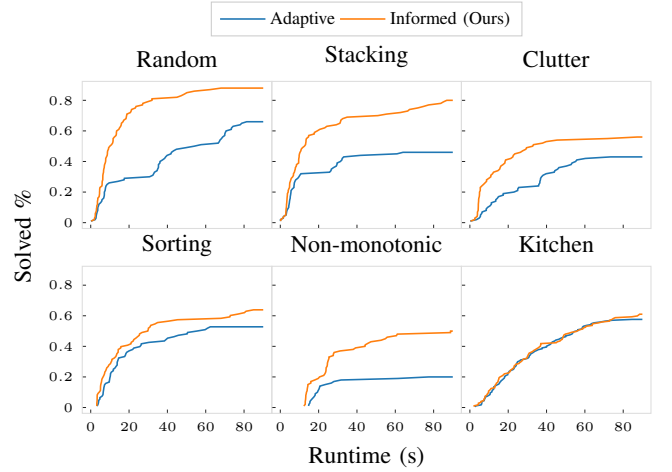 Adaptive Informed (Ours)
Random Stacking Clutter
0.8
0.6
0.4
0.2
0
Sorting Non-monotonic Kitchen
0.8
0.6
0.4
0.2
0
0 20 40 60 80 0 20 40 60 80 0 20 40 60 80
Solved %
Runtime (s)